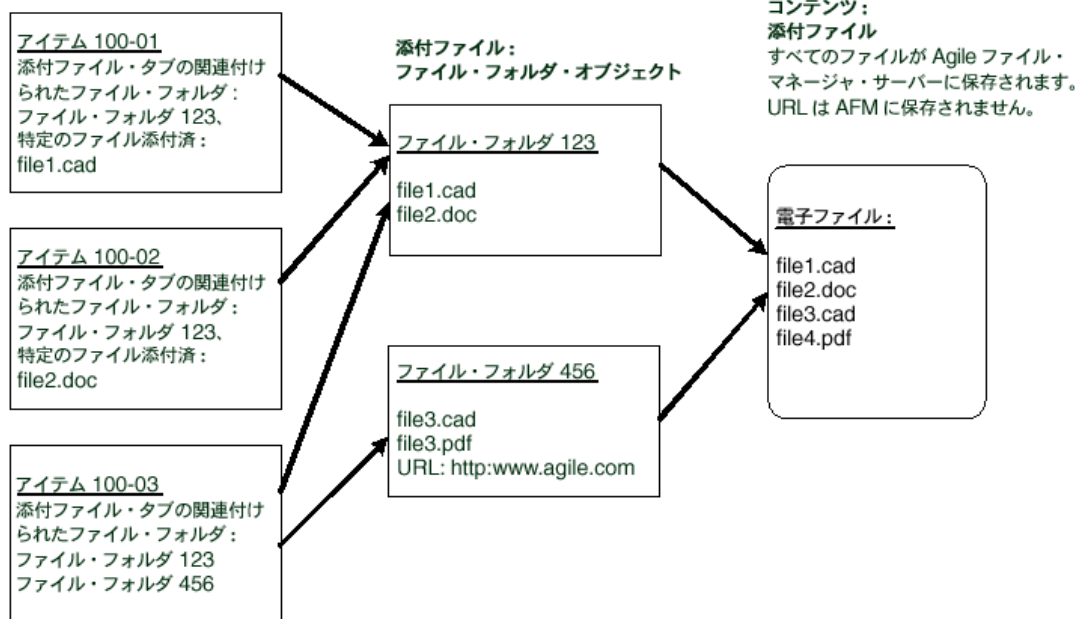 アイテム 100-01
添付ファイル・タブの関連付け
られたファイル・フォルダ :
ファイル・フォルダ 123、
特定のファイル添付済 :
file1.cad
アイテム 100-02
添付ファイル・タブの関連付け
られたファイル・フォルダ :
ファイル・フォルダ 123、
特定のファイル添付済 :
file2.doc
アイテム 100-03
添付ファイル・タブの関連付け
られたファイル・フォルダ :
ファイル・フォルダ 123
ファイル・フォルダ 456
添付ファイル :
ファイル・フォルダ・オブジェクト
ファイル・フォルダ 123
file1.cad
file2.doc
ファイル・フォルダ 456
file3.cad
file3.pdf
URL: http:www.agile.com
コンテンツ :
添付ファイル
すべてのファイルが Agile ファイル・
マネージャ・サーバーに保存されます。
URL は AFM に保存されません。
電子ファイル :
file1.cad
file2.doc
file3.cad
file4.pdf